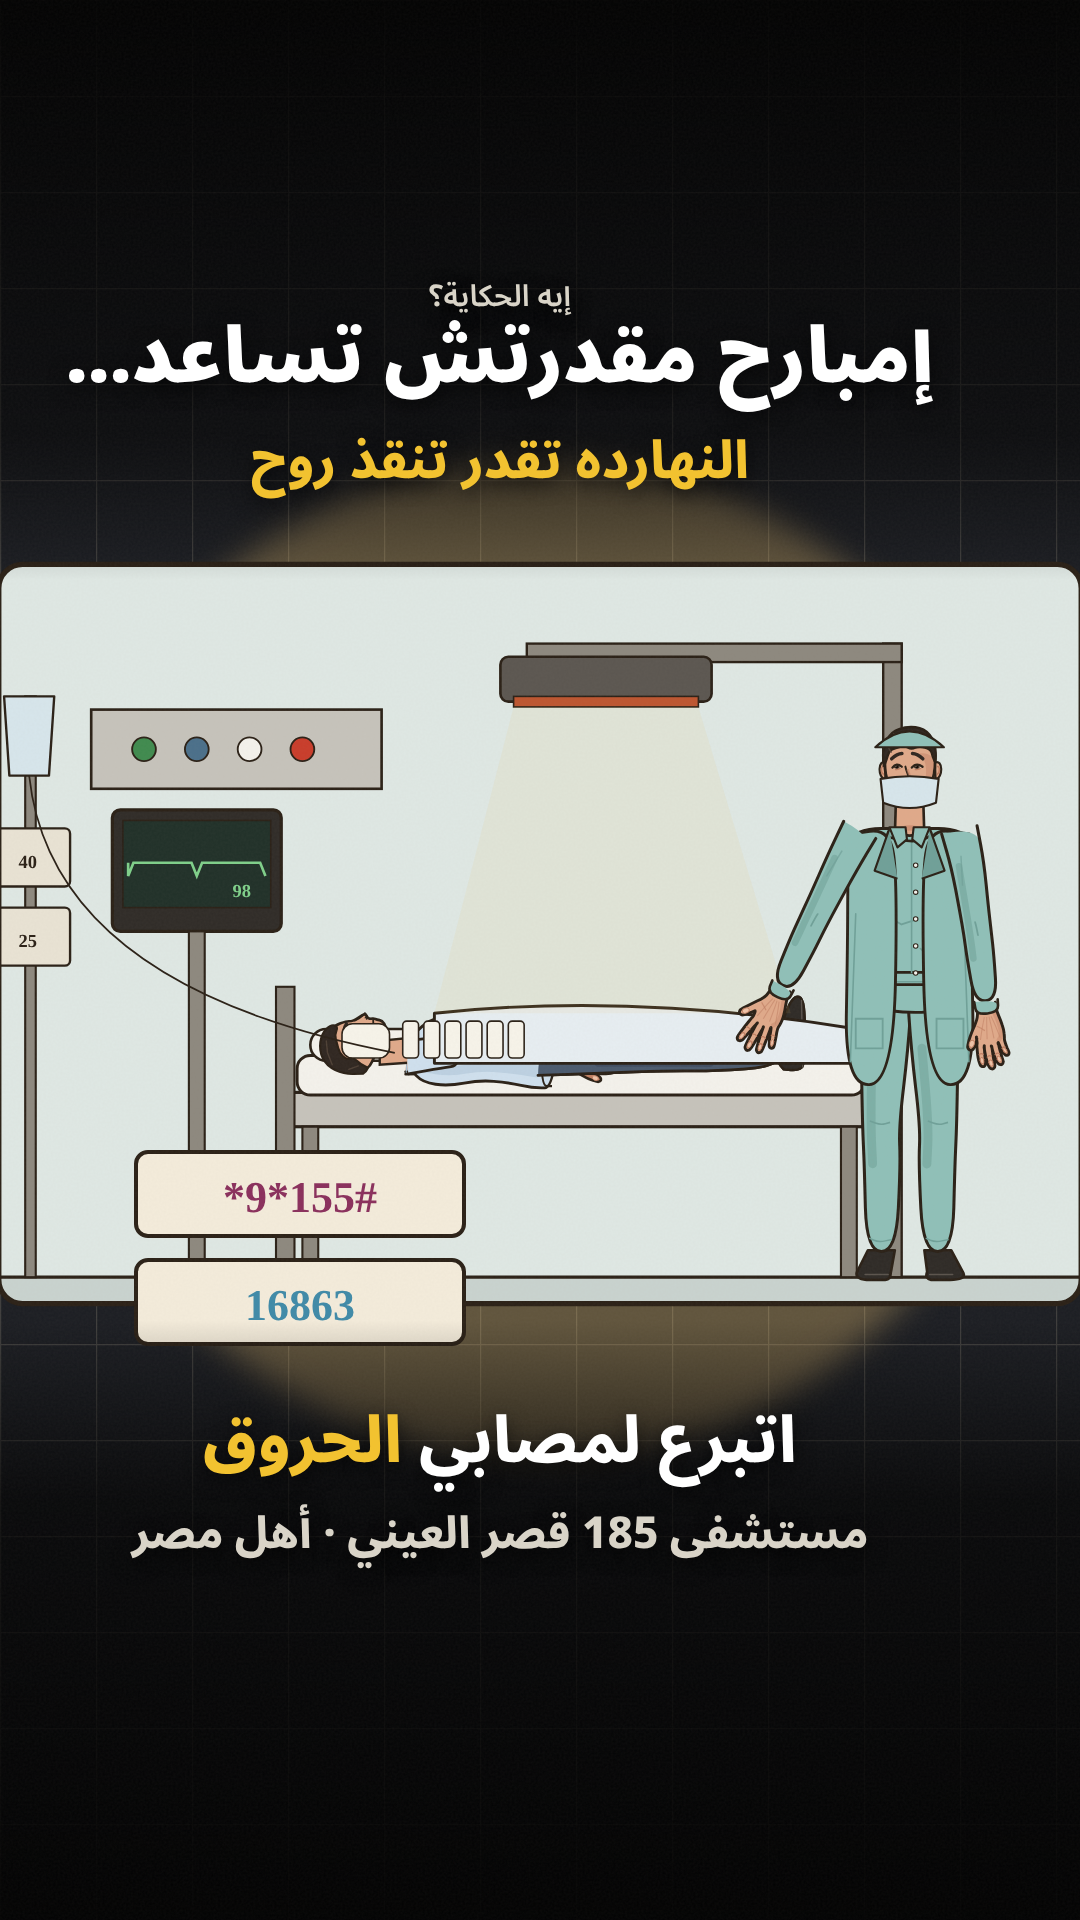 إيه الحكاية؟
إمبارح مقدرتش تساعد...
النهارده تقدر تنقذ روح
40
98
25
*9*155#
16863
اتبرع لمصابي الحروق
مستشفى 185 قصر العيني · أهل مصر